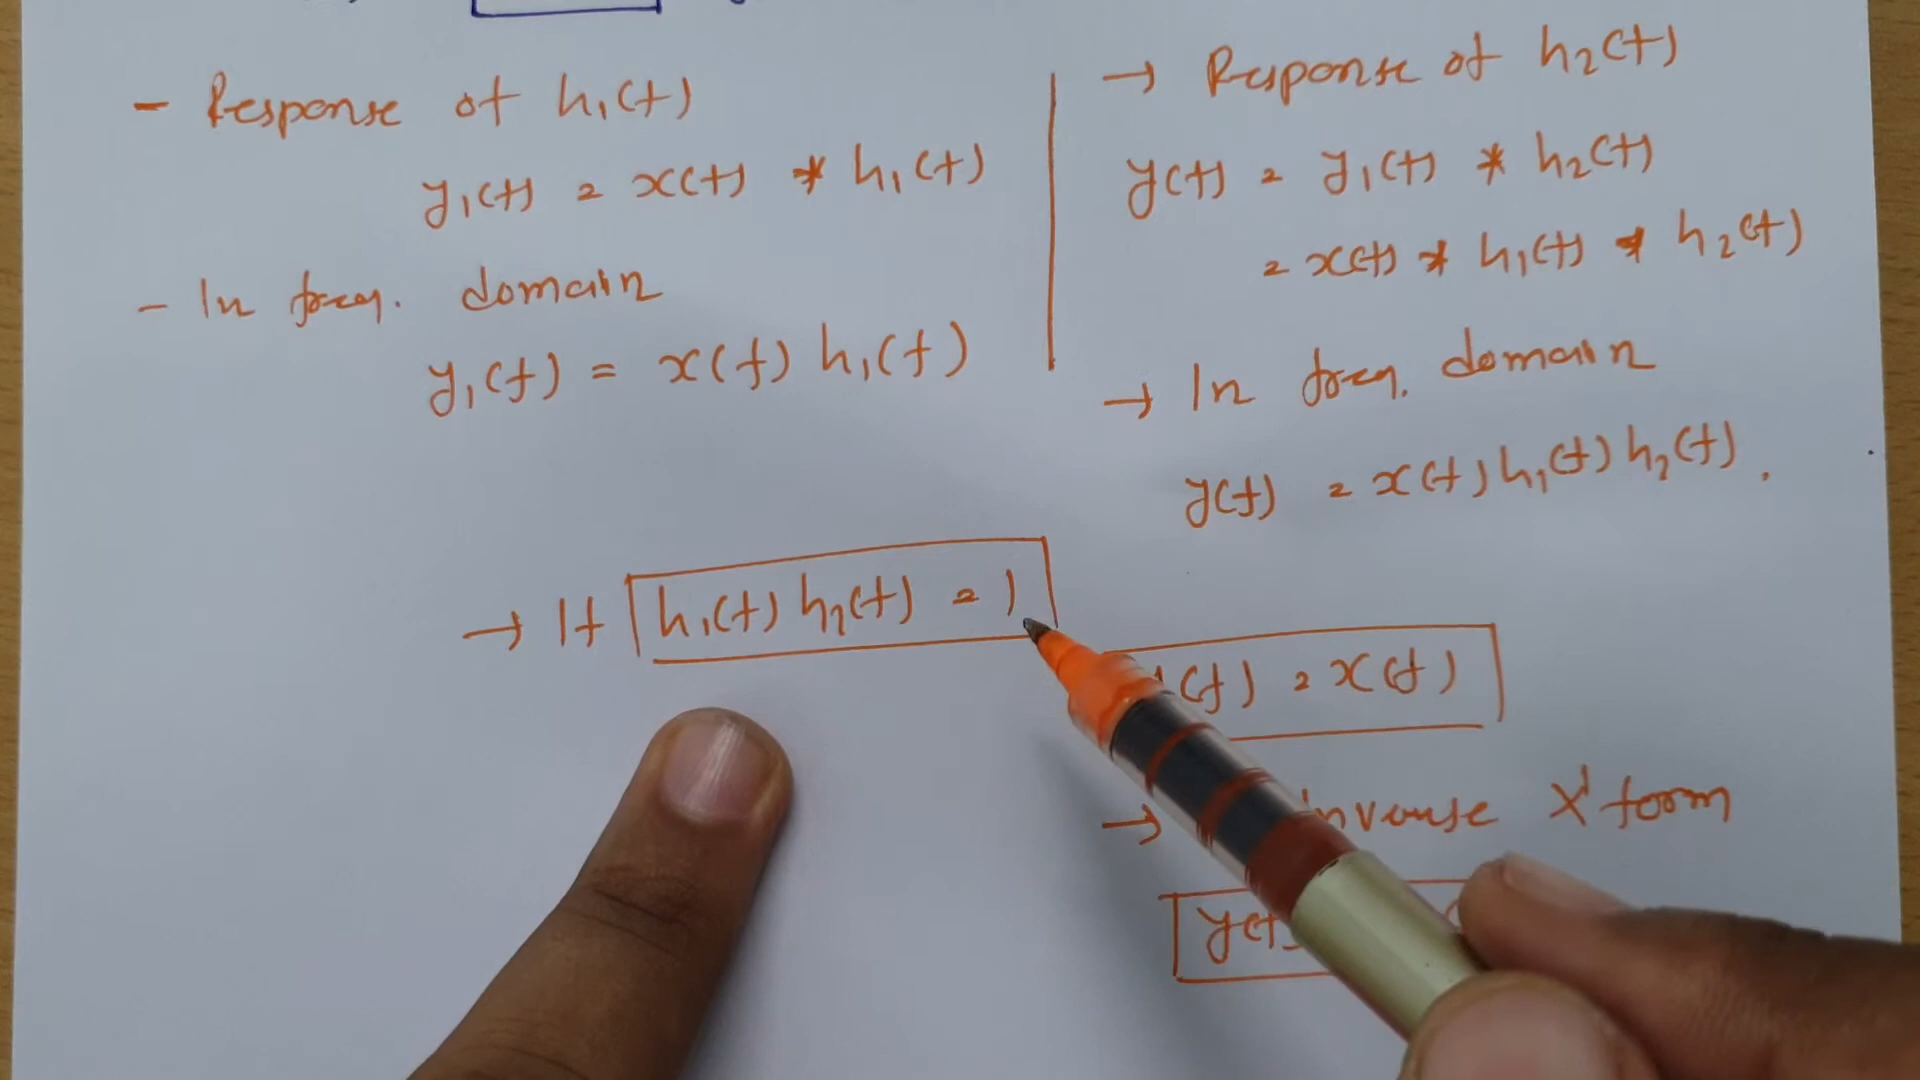 - Response of h₁(t)
y₁(t) = x(t) * h₁(t)
- In freq. domain
y₁(f) = x(f) h₁(f)
→ Response of h₂(t)
y(t) = y₁(t) * h₂(t)
= x(t) * h₁(t) * h₂(t)
→ In freq. domain
y(f) = x(f) h₁(f) h₂(f).
→ If h₁(f) h₂(f) = 1
(f) = x(f)
→ inverse X'form
y(t)